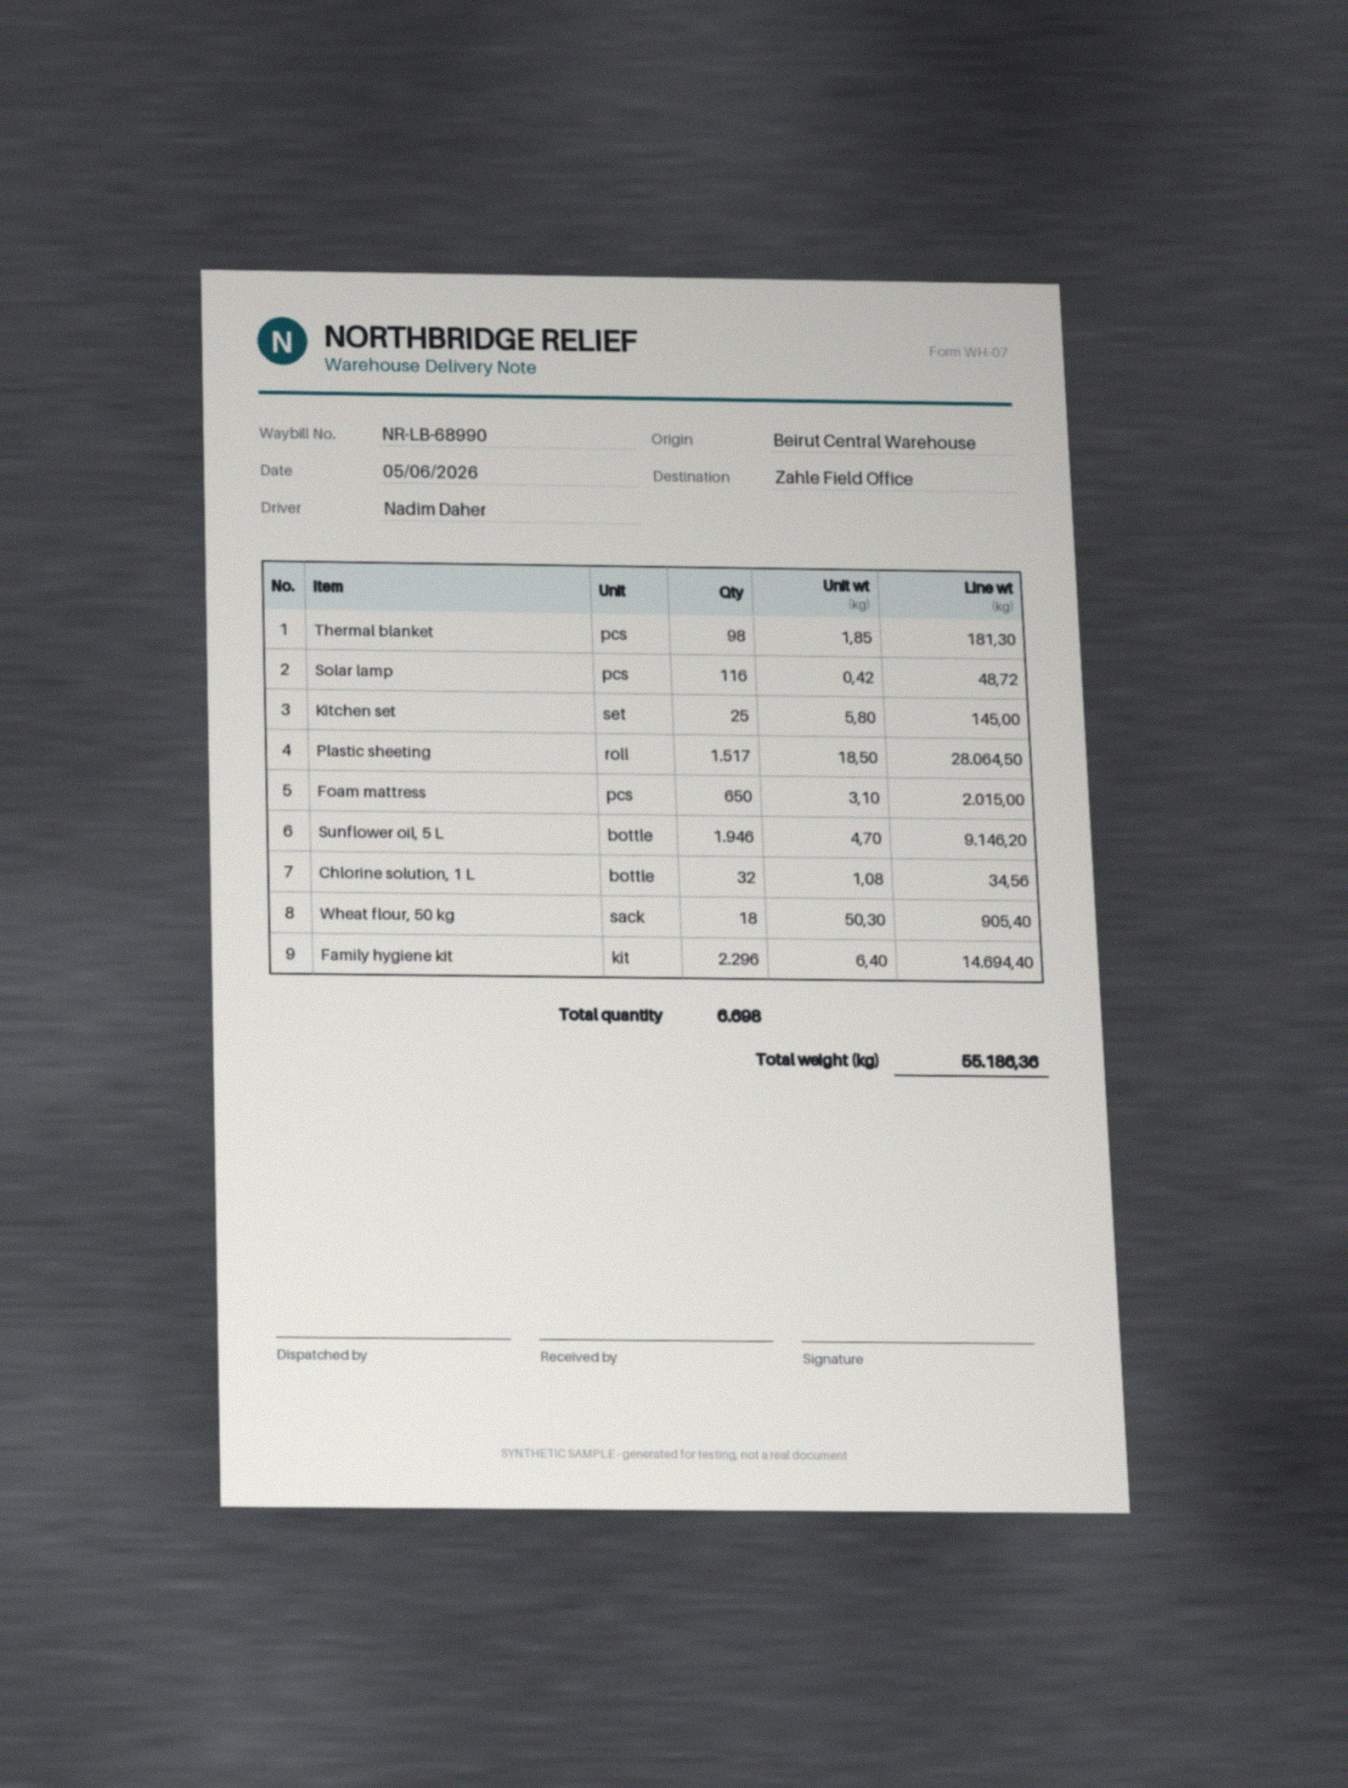 N
NORTHBRIDGE RELIEF
Warehouse Delivery Note
Form WH-07
Waybill No. NR-LB-68990
Origin Beirut Central Warehouse
Date 05/06/2026
Destination Zahle Field Office
Driver Nadim Daher
No. Item Unit Qty Unit wt (kg) Line wt (kg)
1 Thermal blanket pcs 98 1,85 181,30
2 Solar lamp pcs 116 0,42 48,72
3 Kitchen set set 25 5,80 145,00
4 Plastic sheeting roll 1.517 18,50 28.064,50
5 Foam mattress pcs 650 3,10 2.015,00
6 Sunflower oil, 5 L bottle 1.946 4,70 9.146,20
7 Chlorine solution, 1 L bottle 32 1,08 34,56
8 Wheat flour, 50 kg sack 18 50,30 905,40
9 Family hygiene kit kit 2.296 6,40 14.694,40
Total quantity 6.698
Total weight (kg) 55.186,36
Dispatched by Received by Signature
SYNTHETIC SAMPLE - generated for testing, not a real document